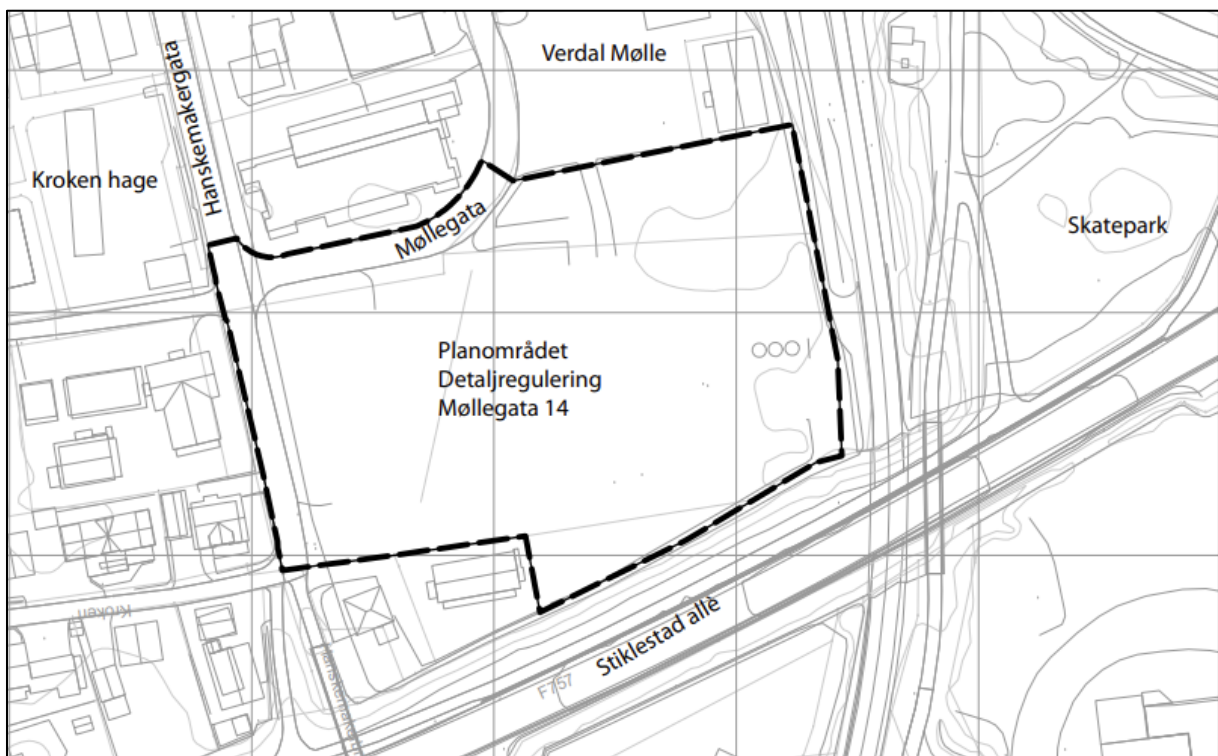 Verdal Mølle
Hanskemakergata
Kroken hage
Møllegata
Skatepark
Planområdet
Detaljregulering
Møllegata 14
Stiklestad allè
Kroken
F757